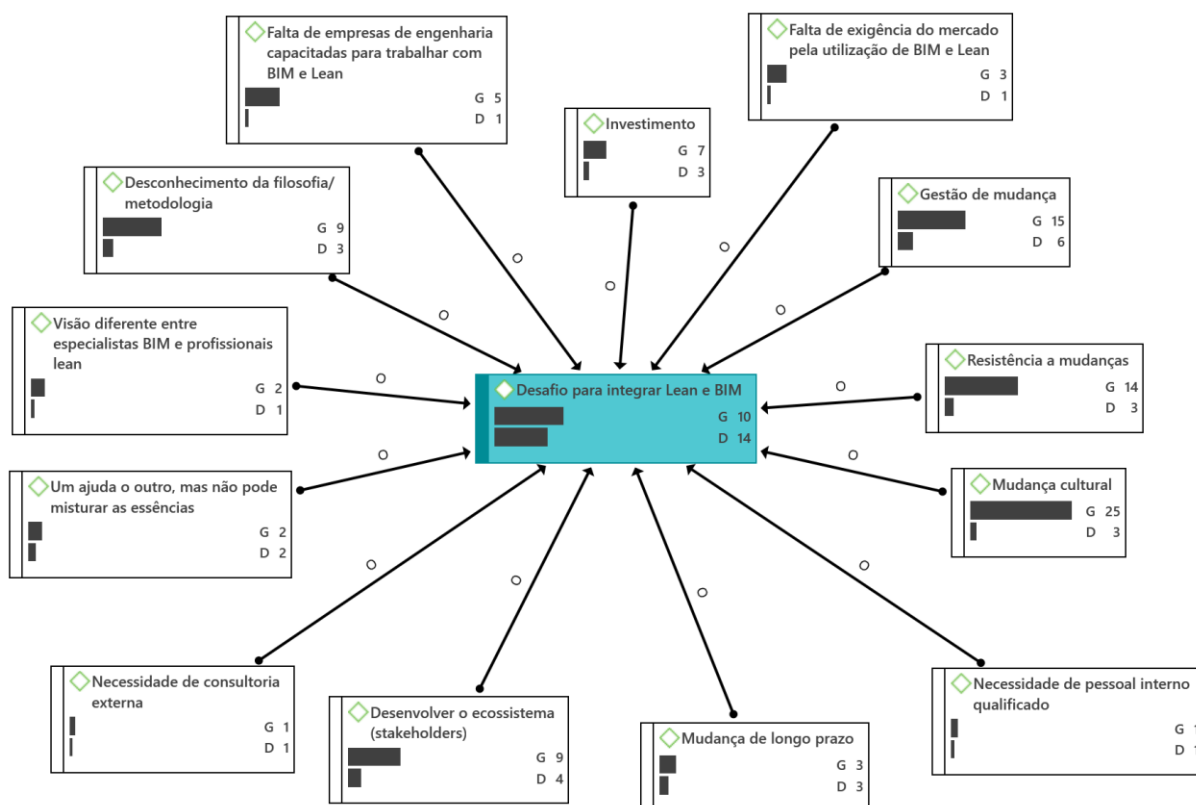 Falta de empresas de engenharia
capacitadas para trabalhar com
BIM e Lean
G 5
D 1
Falta de exigência do mercado
pela utilização de BIM e Lean
G 3
D 1
Investimento
G 7
D 3
Desconhecimento da filosofia/
metodologia
G 9
D 3
Gestão de mudança
G 15
D 6
Visão diferente entre
especialistas BIM e profissionais
lean
G 2
D 1
Desafio para integrar Lean e BIM
G 10
D 14
Resistência a mudanças
G 14
D 3
Um ajuda o outro, mas não pode
misturar as essências
G 2
D 2
Mudança cultural
G 25
D 3
Necessidade de consultoria
externa
G 1
D 1
Desenvolver o ecossistema
(stakeholders)
G 9
D 4
Mudança de longo prazo
G 3
D 3
Necessidade de pessoal interno
qualificado
G 1
D 1